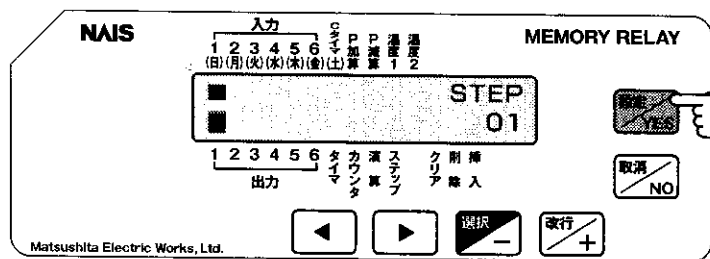 NAIS
入力
MEMORY RELAY
1 2 3 4 5 6 Cタイマ P加算 P減算 温度1 温度2
(日)(月)(火)(水)(木)(金)(土)
STEP
01
1 2 3 4 5 6 タイマ カウンタ 演算 ステップ クリア 削除 挿入
出力
設定 YES
取消 NO
選択 −
改行 +
Matsushita Electric Works, Ltd.